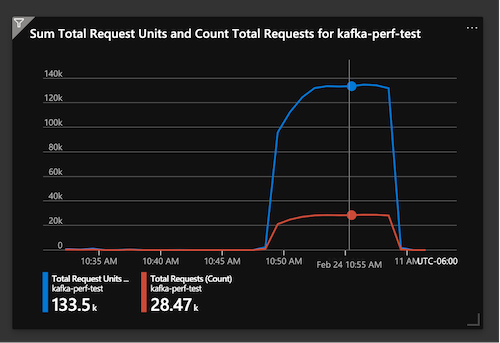 Sum Total Request Units and Count Total Requests for kafka-perf-test
140k
120k
100k
80k
60k
40k
20k
0
10:35 AM
10:40 AM
10:45 AM
10:50 AM
Feb 24 10:55 AM
11 AM
UTC-06:00
Total Request Units ...
kafka-perf-test
133.5 k
Total Requests (Count)
kafka-perf-test
28.47 k